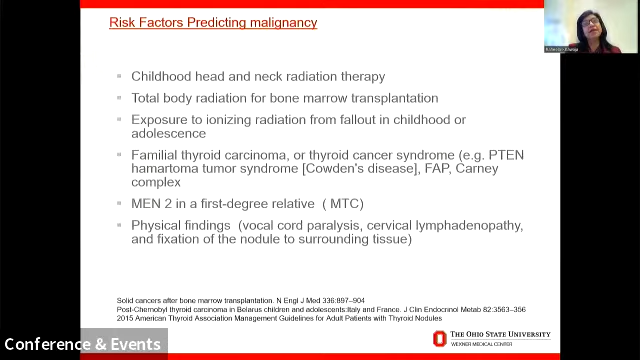 Risk Factors Predicting malignancy
Childhood head and neck radiation therapy
Total body radiation for bone marrow transplantation
Exposure to ionizing radiation from fallout in childhood or
adolescence
Familial thyroid carcinoma, or thyroid cancer syndrome (e.g. PTEN
hamartoma tumor syndrome [Cowden's disease], FAP, Carney
complex
MEN 2 in a first-degree relative ( MTC)
Physical findings (vocal cord paralysis, cervical lymphadenopathy,
and fixation of the nodule to surrounding tissue)
Solid cancers after bone marrow transplantation. N Engl J Med 336:897–904
Post-Chernobyl thyroid carcinoma in Belarus children and adolescents:Italy and France. J Clin Endocrinol Metab 82:3563–356
2015 American Thyroid Association Management Guidelines for Adult Patients with Thyroid Nodules
THE OHIO STATE UNIVERSITY
WEXNER MEDICAL CENTER
Conference & Events